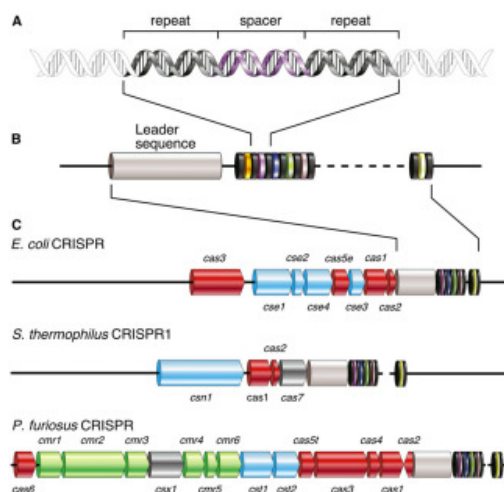 A
repeat spacer repeat
B
Leader
sequence
C
E. coli CRISPR
cas3 cse2 cas5e cas1
cse1 cse4 cse3 cas2
S. thermophilus CRISPR1
cas2
csn1 cas1 cas7
P. furiosus CRISPR
cmr1 cmr2 cmr3 cmr4 cmr6 cas5t cas4 cas2
cas6 csx1 cmr5 cst1 cst2 cas3 cas1